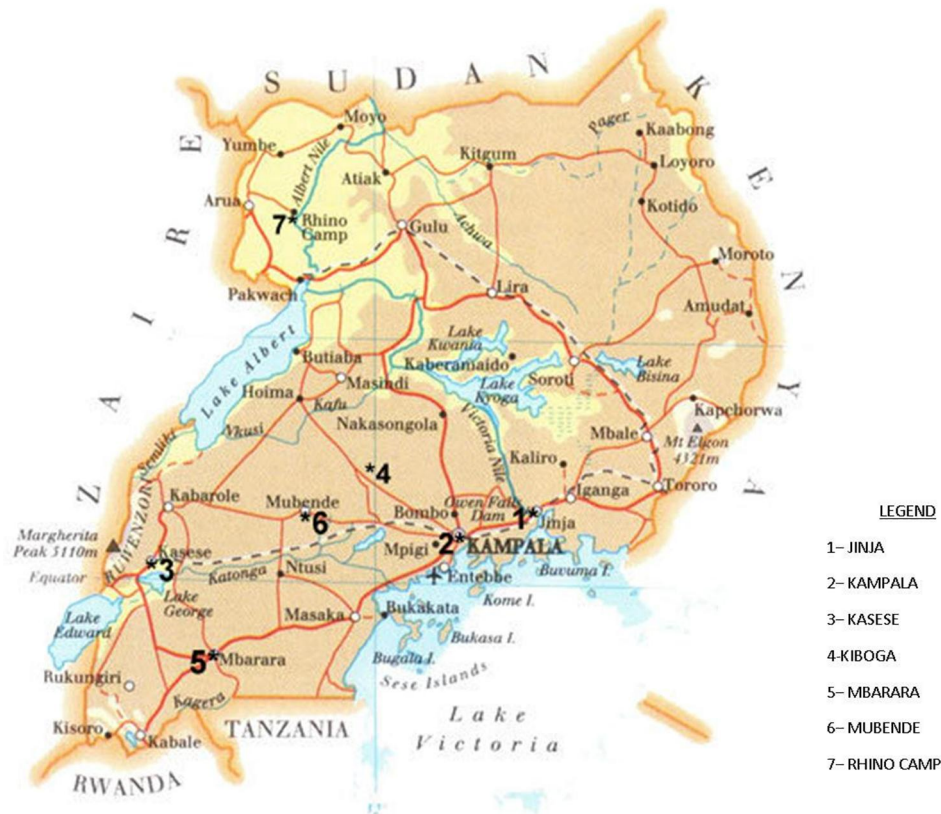 SUDAN
KENYA
ZAIRE
Moyo
Yumbe
Albert Nile
Atiak
Kitgum
Pager
Kaabong
Loyoro
Arua
7* Rhino
Camp
Gulu
Achwa
Kotido
Moroto
Pakwach
Lira
Amudat
Lake Albert
Butiaba
Lake
Kwania
Kaberamaido
Lake
Kyoga
Soroti
Lake
Bisina
Hoima
Masindi
Kafu
Nkusi
Nakasongola
Victoria Nile
Kapchorwa
Mbale
Mt Elgon
4321m
Semliki
*4
Kaliro
Kabarole
Mubende
*6
Bombo
Owen Falls
Dam
1*
Jinja
Iganga
Tororo
RUWENZORI
Margherita
Peak 5110m
Kasese
*3
Mpigi
2* KAMPALA
Equator
Katonga
Ntusi
Entebbe
Buvuma I.
Lake
George
Lake
Edward
Masaka
Bukakata
Kome I.
Bukasa I.
Bugala I.
Sese Islands
5* Mbarara
Rukungiri
Kagera
Kisoro
Kabale
TANZANIA
RWANDA
Lake
Victoria
LEGEND
1– JINJA
2– KAMPALA
3– KASESE
4-KIBOGA
5– MBARARA
6– MUBENDE
7– RHINO CAMP